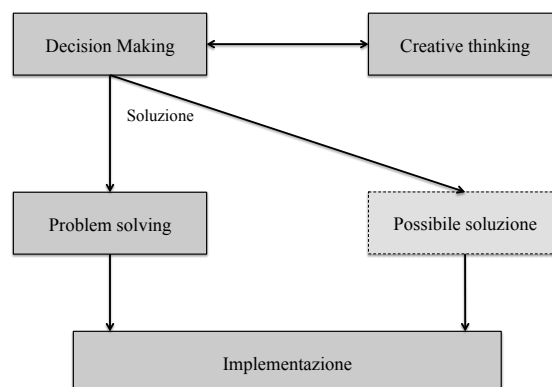 Decision Making
Creative thinking
Soluzione
Problem solving
Possibile soluzione
Implementazione